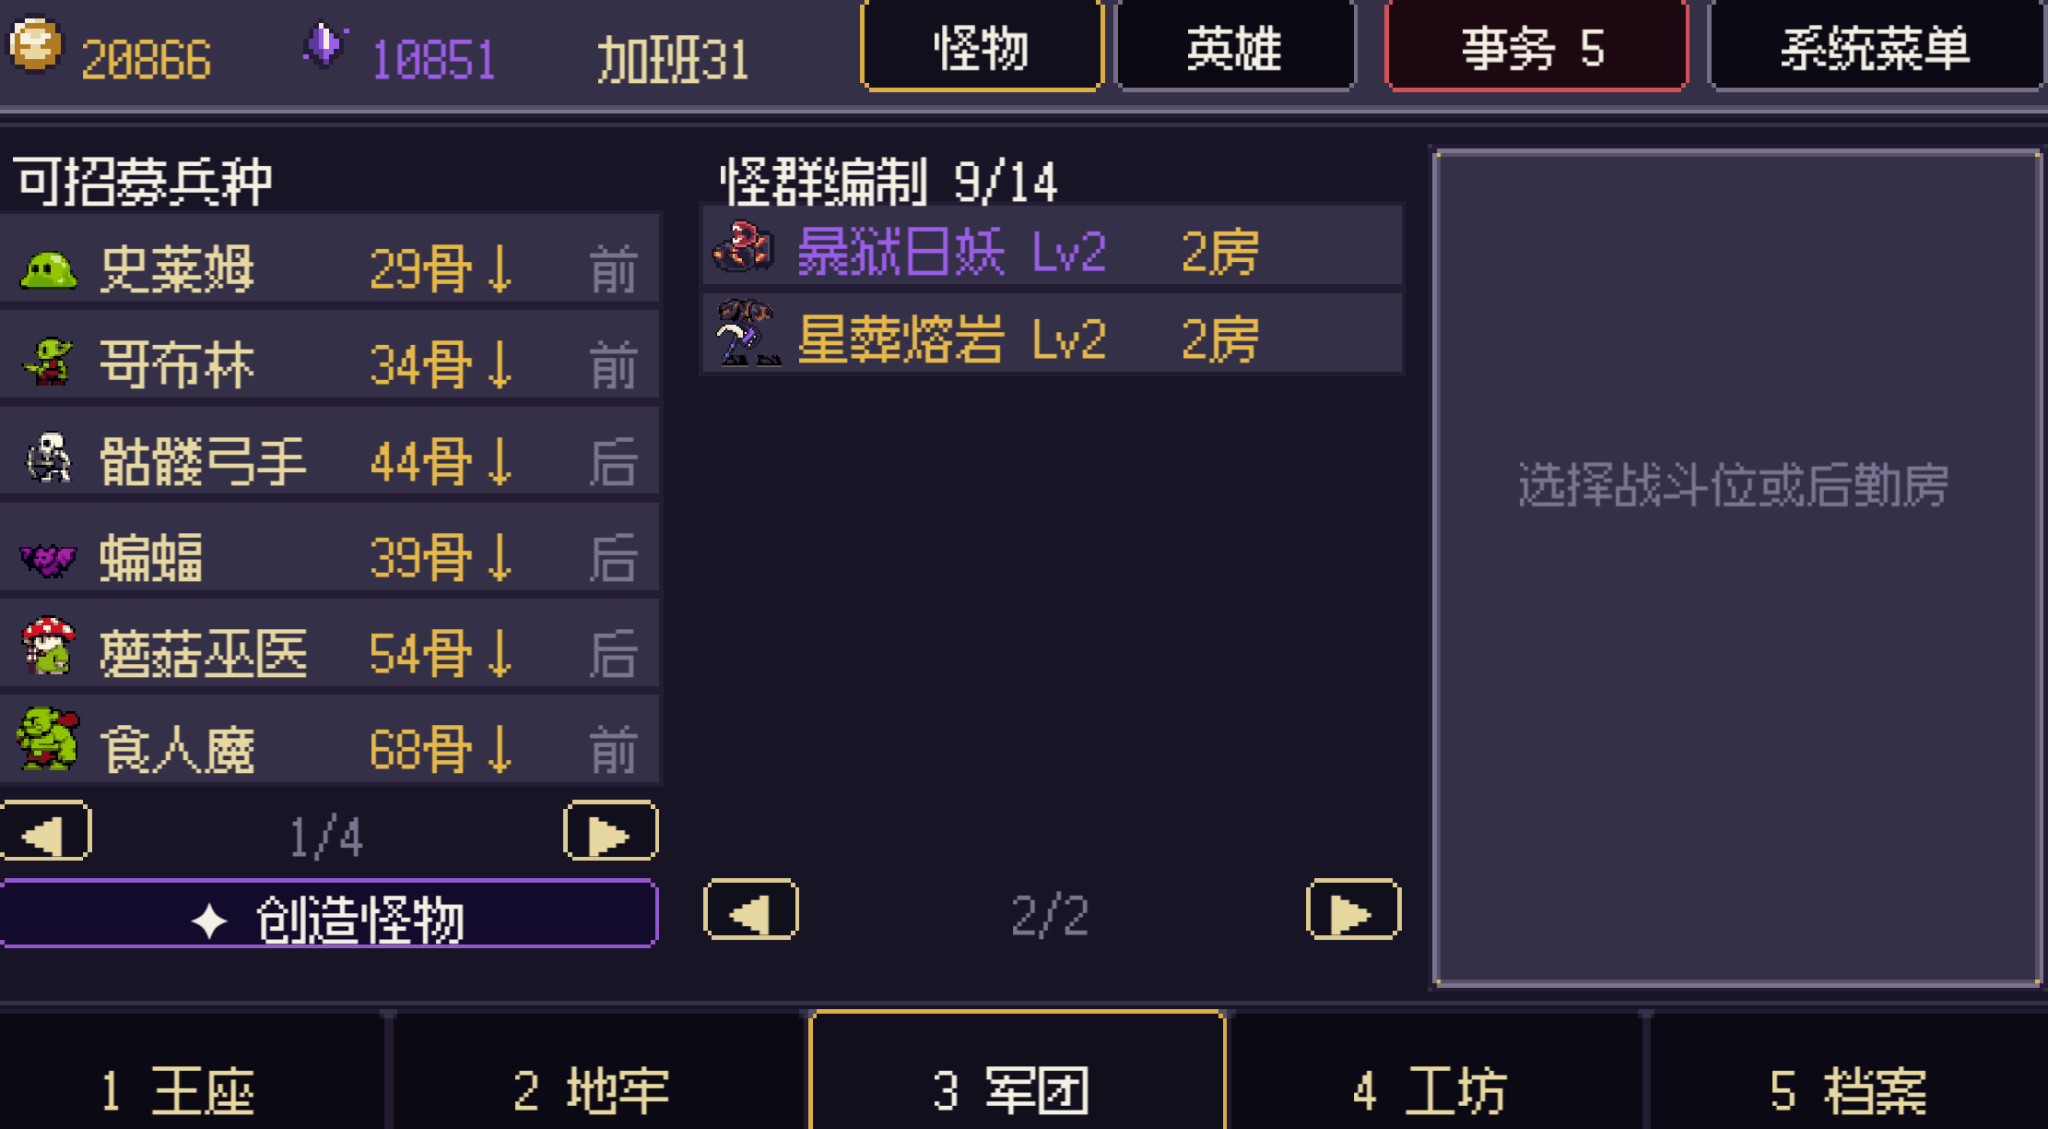 20866 10851 加班31 怪物 英雄 事务 5 系统菜单
可招募兵种
史莱姆 29骨↓ 前
哥布林 34骨↓ 前
骷髅弓手 44骨↓ 后
蝙蝠 39骨↓ 后
蘑菇巫医 54骨↓ 后
食人魔 68骨↓ 前
1/4
创造怪物
怪群编制 9/14
暴狱日妖 Lv2 2房
星葬熔岩 Lv2 2房
2/2
选择战斗位或后勤房
1 王座 2 地牢 3 军团 4 工坊 5 档案